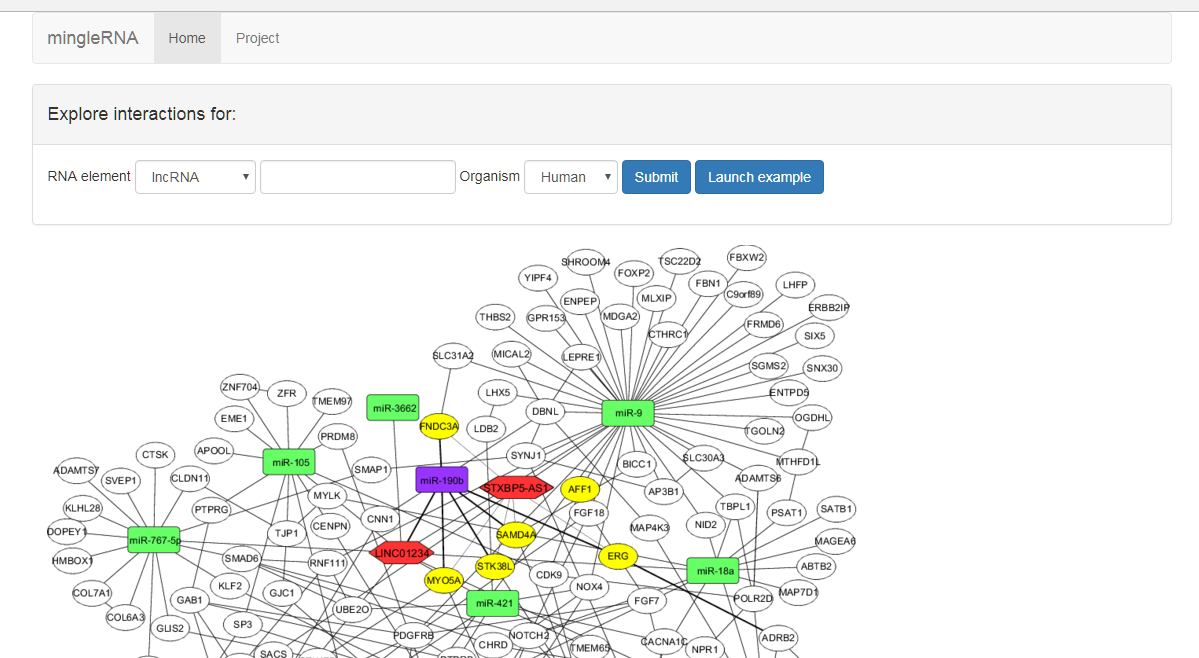 mingleRNA Home Project
Explore interactions for:
RNA element lncRNA Organism Human Submit Launch example
FBXW2
SHROOM4 TSC22D2
FOXP2
YIPF4 FBN1 LHFP
C9orf89
ENPEP MLXIP
ERBB2IP
THBS2 GPR153 MDGA2
FRMD6
CTHRC1 SIX5
SLC31A2 MICAL2 LEPRE1
SGMS2 SNX30
ZNF704 ZFR LHX5 ENTPD5
TMEM97 miR-3662 DBNL miR-9
EME1 FNDC3A LDB2 OGDHL
TGOLN2
PRDM8
APOOL CTSK SYNJ1 SLC30A3
miR-105 BICC1 MTHFD1L
ADAMTS7 SMAP1
SVEP1 CLDN11 miR-190b STXBP5-AS1 AFF1 AP3B1 ADAMTS6
MYLK
KLHL28 PTPRG TBPL1 PSAT1 SATB1
CNN1 FGF18
DOPEY1 CENPN MAP4K3 NID2
miR-767-5p TJP1 SAMD4A MAGEA6
LINC01234
HMBOX1 SMAD6 RNF111 STK38L ERG ABTB2
miR-18a
CDK9
KLF2 MYO5A NOX4
COL7A1 GAB1 GJC1 MAP7D1
POLR2D
UBE2O miR-421 FGF7
COL6A3 GLIS2 SP3
PDGFRB NOTCH2 ADRB2
CHRD TMEM65 CACNA1C NPR1
SACS